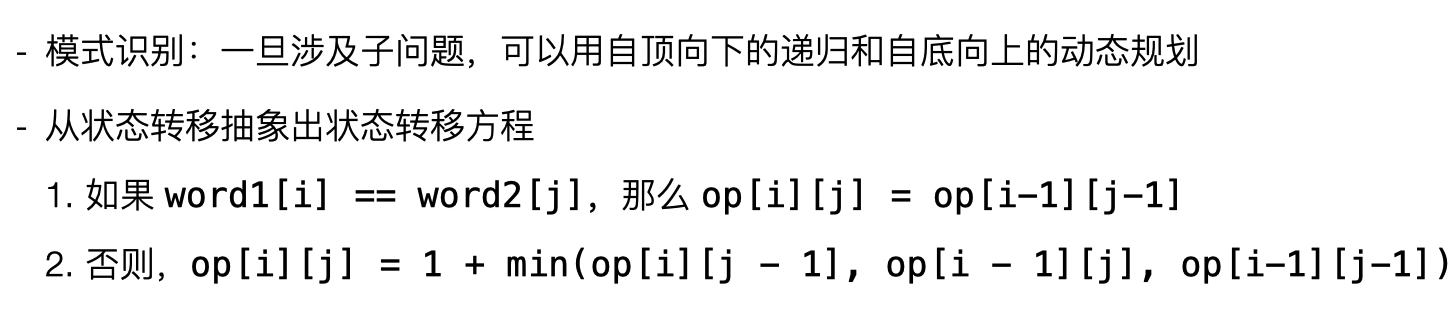 - 模式识别：一旦涉及子问题，可以用自顶向下的递归和自底向上的动态规划
- 从状态转移抽象出状态转移方程
1. 如果 word1[i] == word2[j]，那么 op[i][j] = op[i-1][j-1]
2. 否则，op[i][j] = 1 + min(op[i][j - 1], op[i - 1][j], op[i-1][j-1])